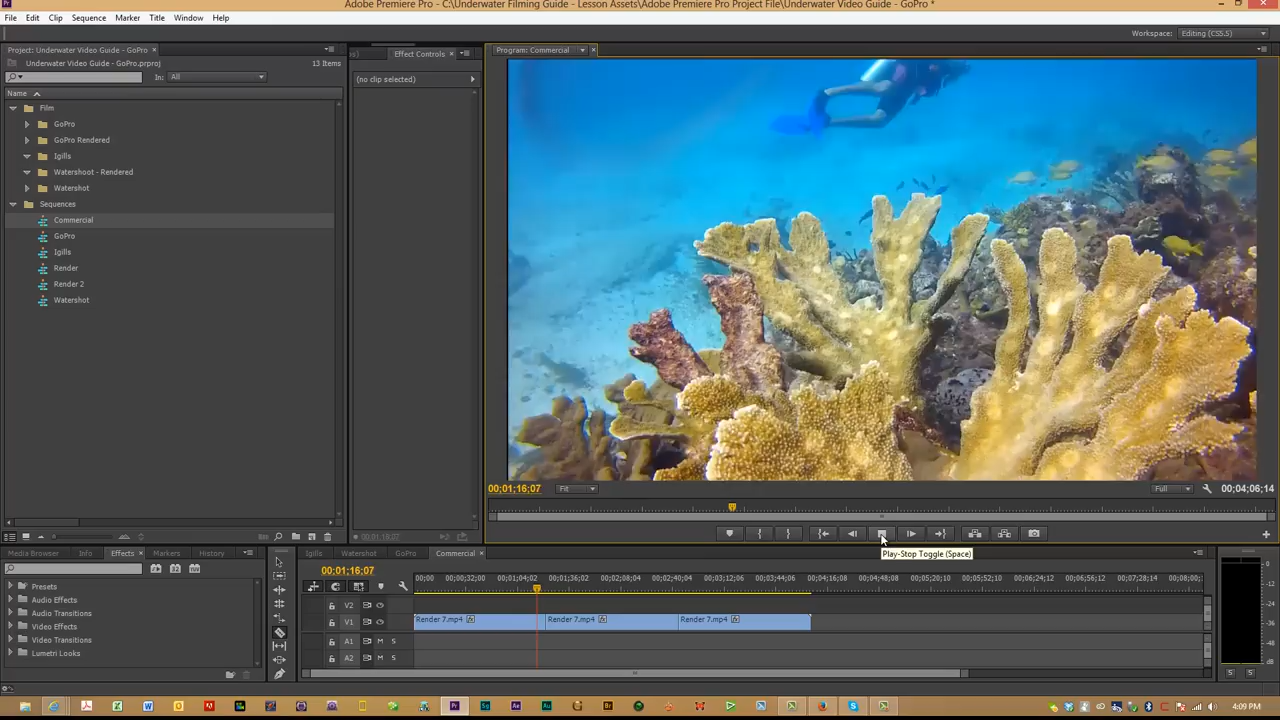 Adobe Premiere Pro - C:\Underwater Filming Guide - Lesson Assets\Adobe Premiere Pro Project File\Underwater Video Guide - GoPro *
File Edit Clip Sequence Marker Title Window Help
Workspace: Editing (CS5.5)
Project: Underwater Video Guide - GoPro
Underwater Video Guide - GoPro.prproj
13 Items
In: All
Name
Film
GoPro
GoPro Rendered
Igills
Watershoot - Rendered
Watershot
Sequences
Commercial
GoPro
Igills
Render
Render 2
Watershot
Effect Controls
(no clip selected)
00;01;16;07
Program: Commercial
00;01;16;07
Fit
Full
00;04;06;14
Play-Stop Toggle (Space)
Media Browser Info Effects Markers History
Presets
Audio Effects
Audio Transitions
Video Effects
Video Transitions
Lumetri Looks
Igills Watershot GoPro Commercial
00;01;16;07
00;00 00;00;32;00 00;01;04;02 00;01;36;02 00;02;08;04 00;02;40;04 00;03;12;06 00;03;44;06 00;04;16;08 00;04;48;08 00;05;20;10 00;05;52;10 00;06;24;12 00;06;56;12 00;07;28;14 00;08;00;
V2
V1
Render 7.mp4 Render 7.mp4 Render 7.mp4
A1 M S
A2 M S
0
-12
-24
-36
-48
S S
4:09 PM